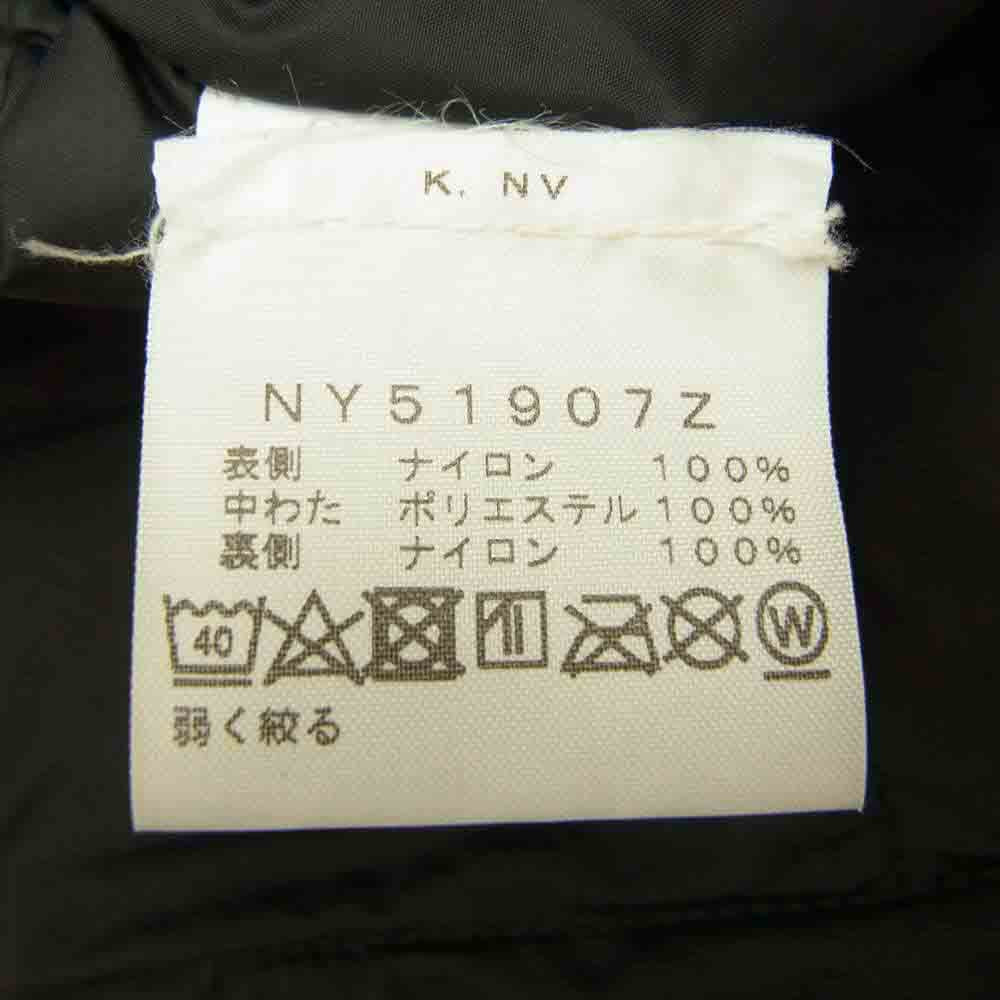 K. NV
NY51907Z
表側 ナイロン 100%
中わた ポリエステル 100%
裏側 ナイロン 100%
40 W
弱く絞る